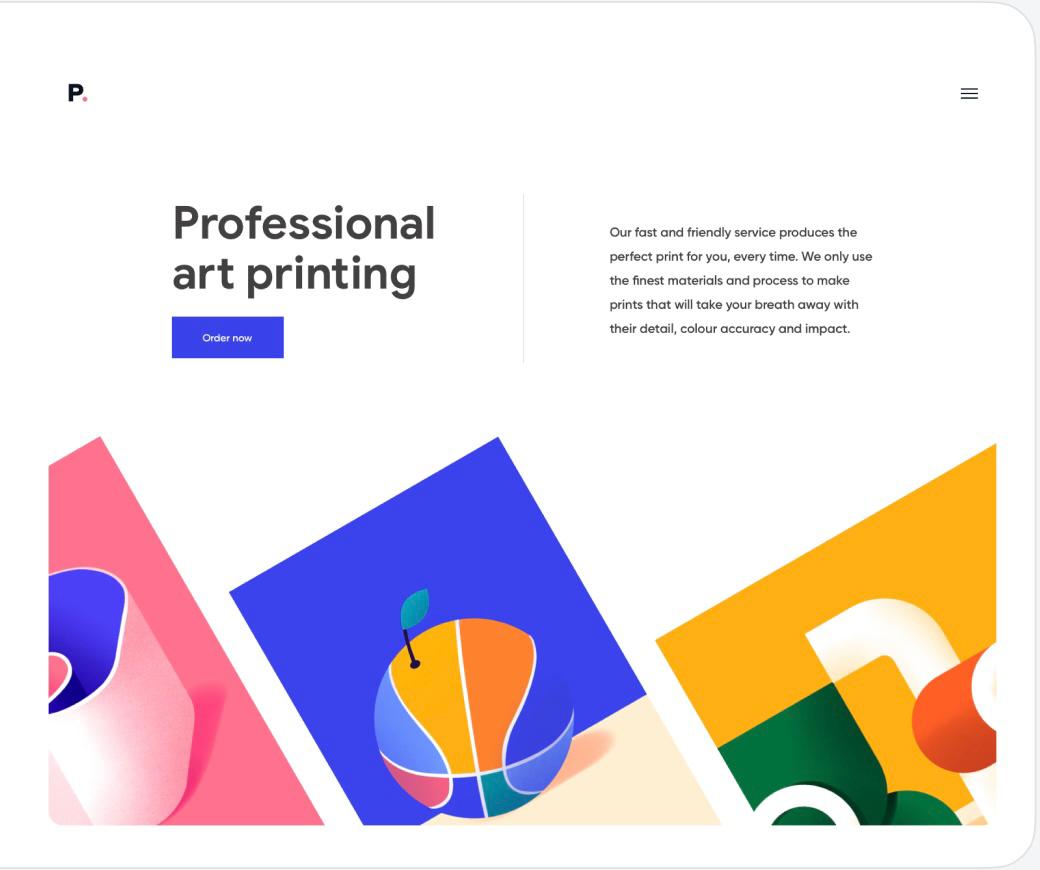 P.
Professional
art printing
Order now
Our fast and friendly service produces the
perfect print for you, every time. We only use
the finest materials and process to make
prints that will take your breath away with
their detail, colour accuracy and impact.